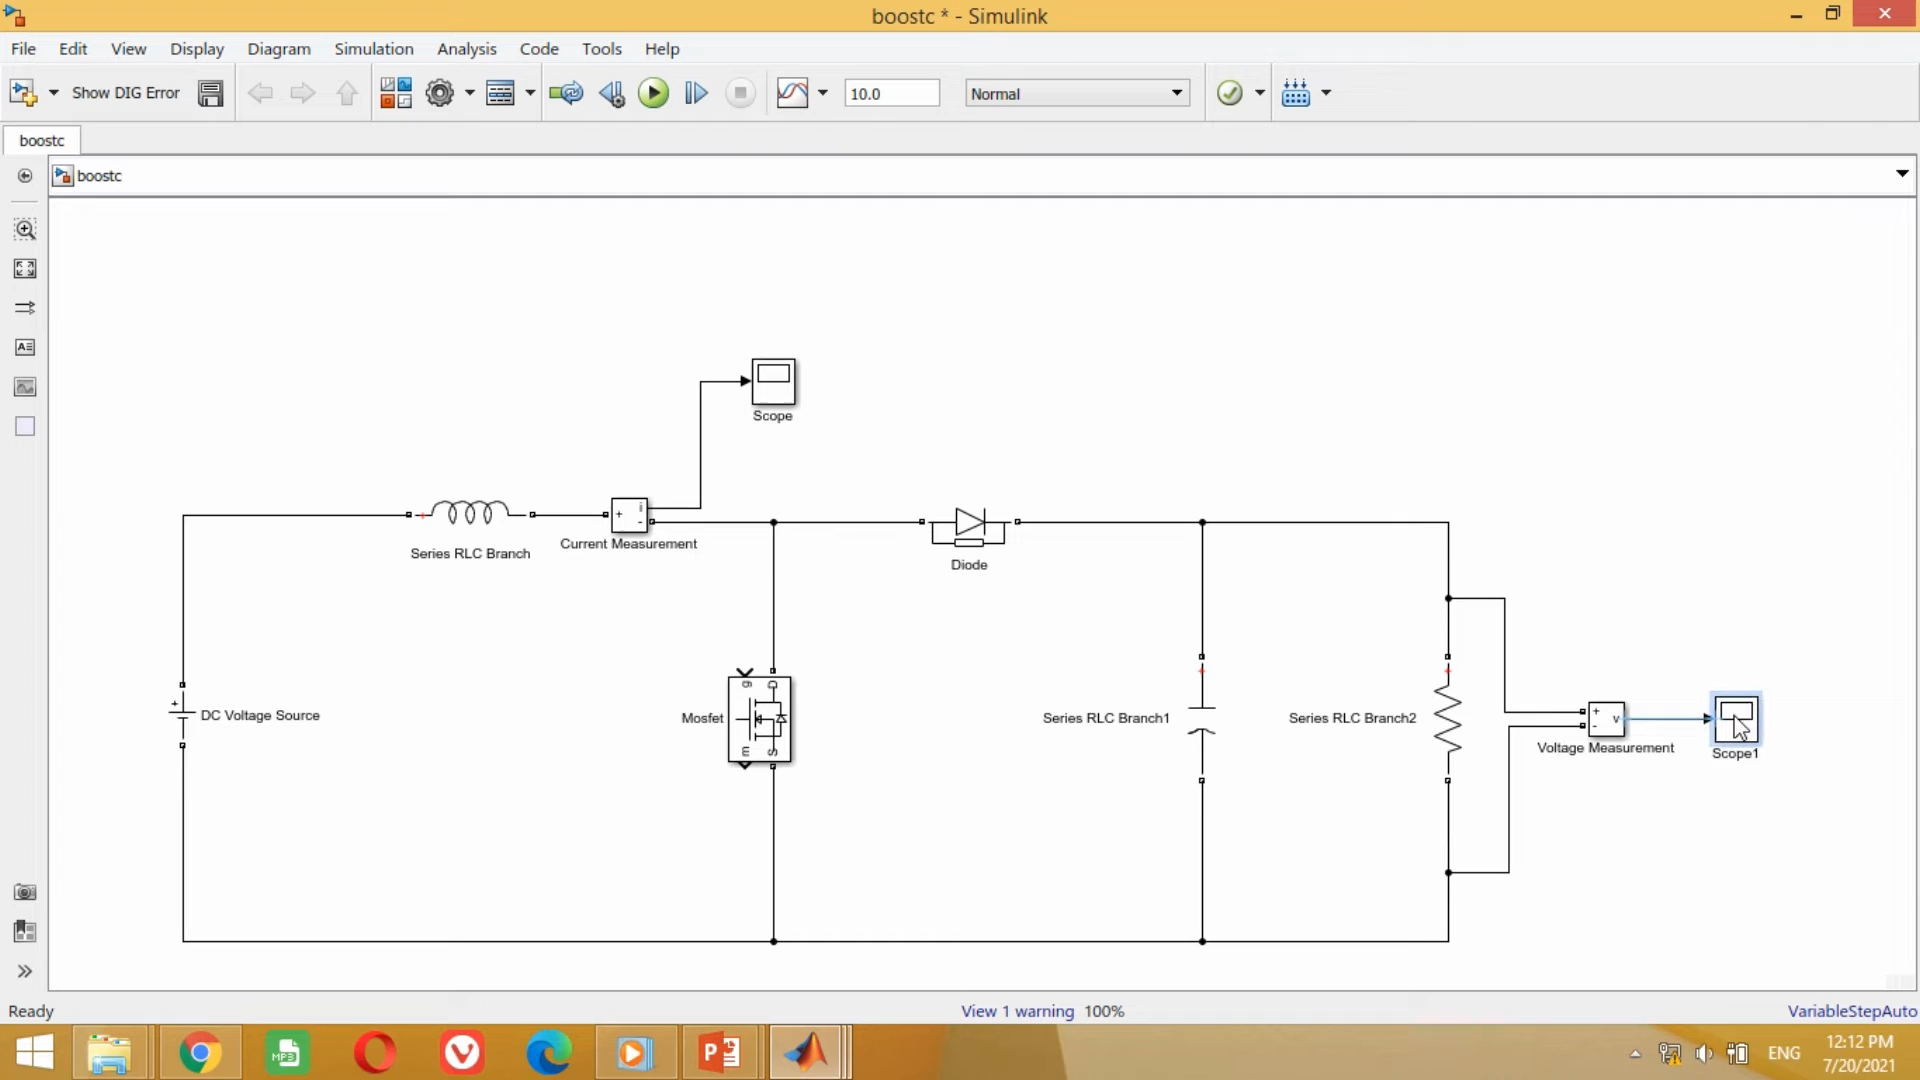 boostc * - Simulink
File Edit View Display Diagram Simulation Analysis Code Tools Help
Show DIG Error 10.0 Normal
boostc
boostc
Scope
+ i -
Series RLC Branch
Current Measurement
Diode
+
DC Voltage Source
Mosfet
g D
m S
Series RLC Branch1
Series RLC Branch2
+ - v
Voltage Measurement
Scope1
Ready View 1 warning 100% VariableStepAuto
MP3
ENG
12:12 PM
7/20/2021